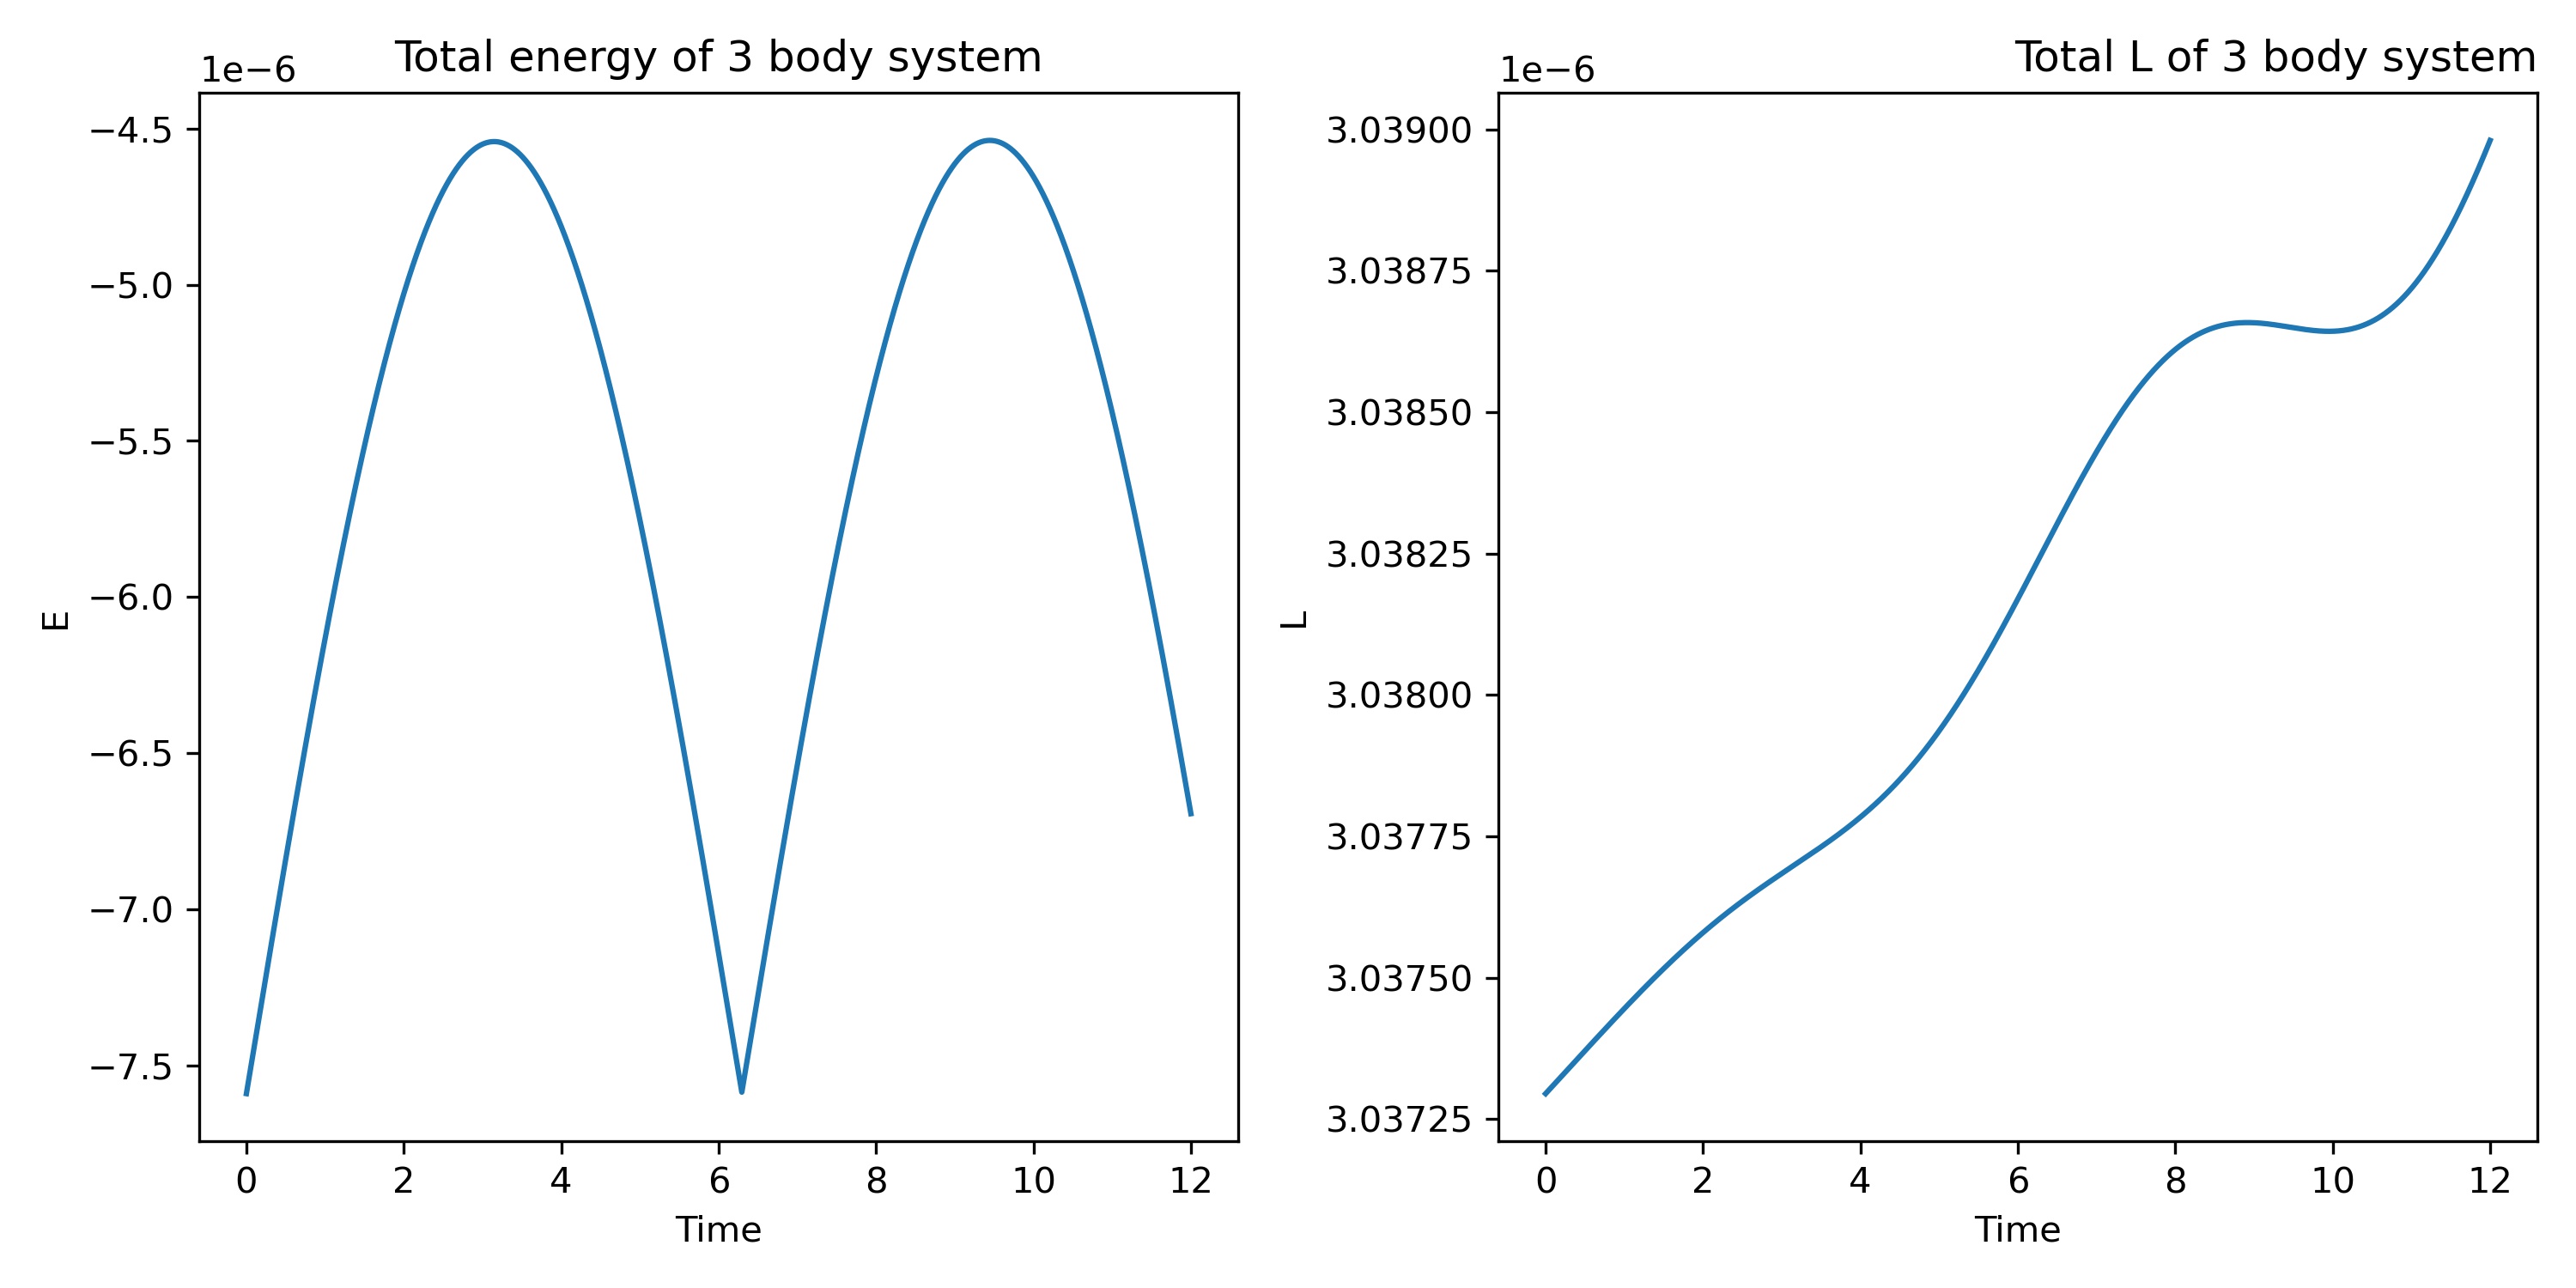 Total energy of 3 body system
1e−6
−4.5
−5.0
−5.5
−6.0
−6.5
−7.0
−7.5
E
0 2 4 6 8 10 12
Time
Total L of 3 body system
1e−6
3.03900
3.03875
3.03850
3.03825
3.03800
3.03775
3.03750
3.03725
L
0 2 4 6 8 10 12
Time